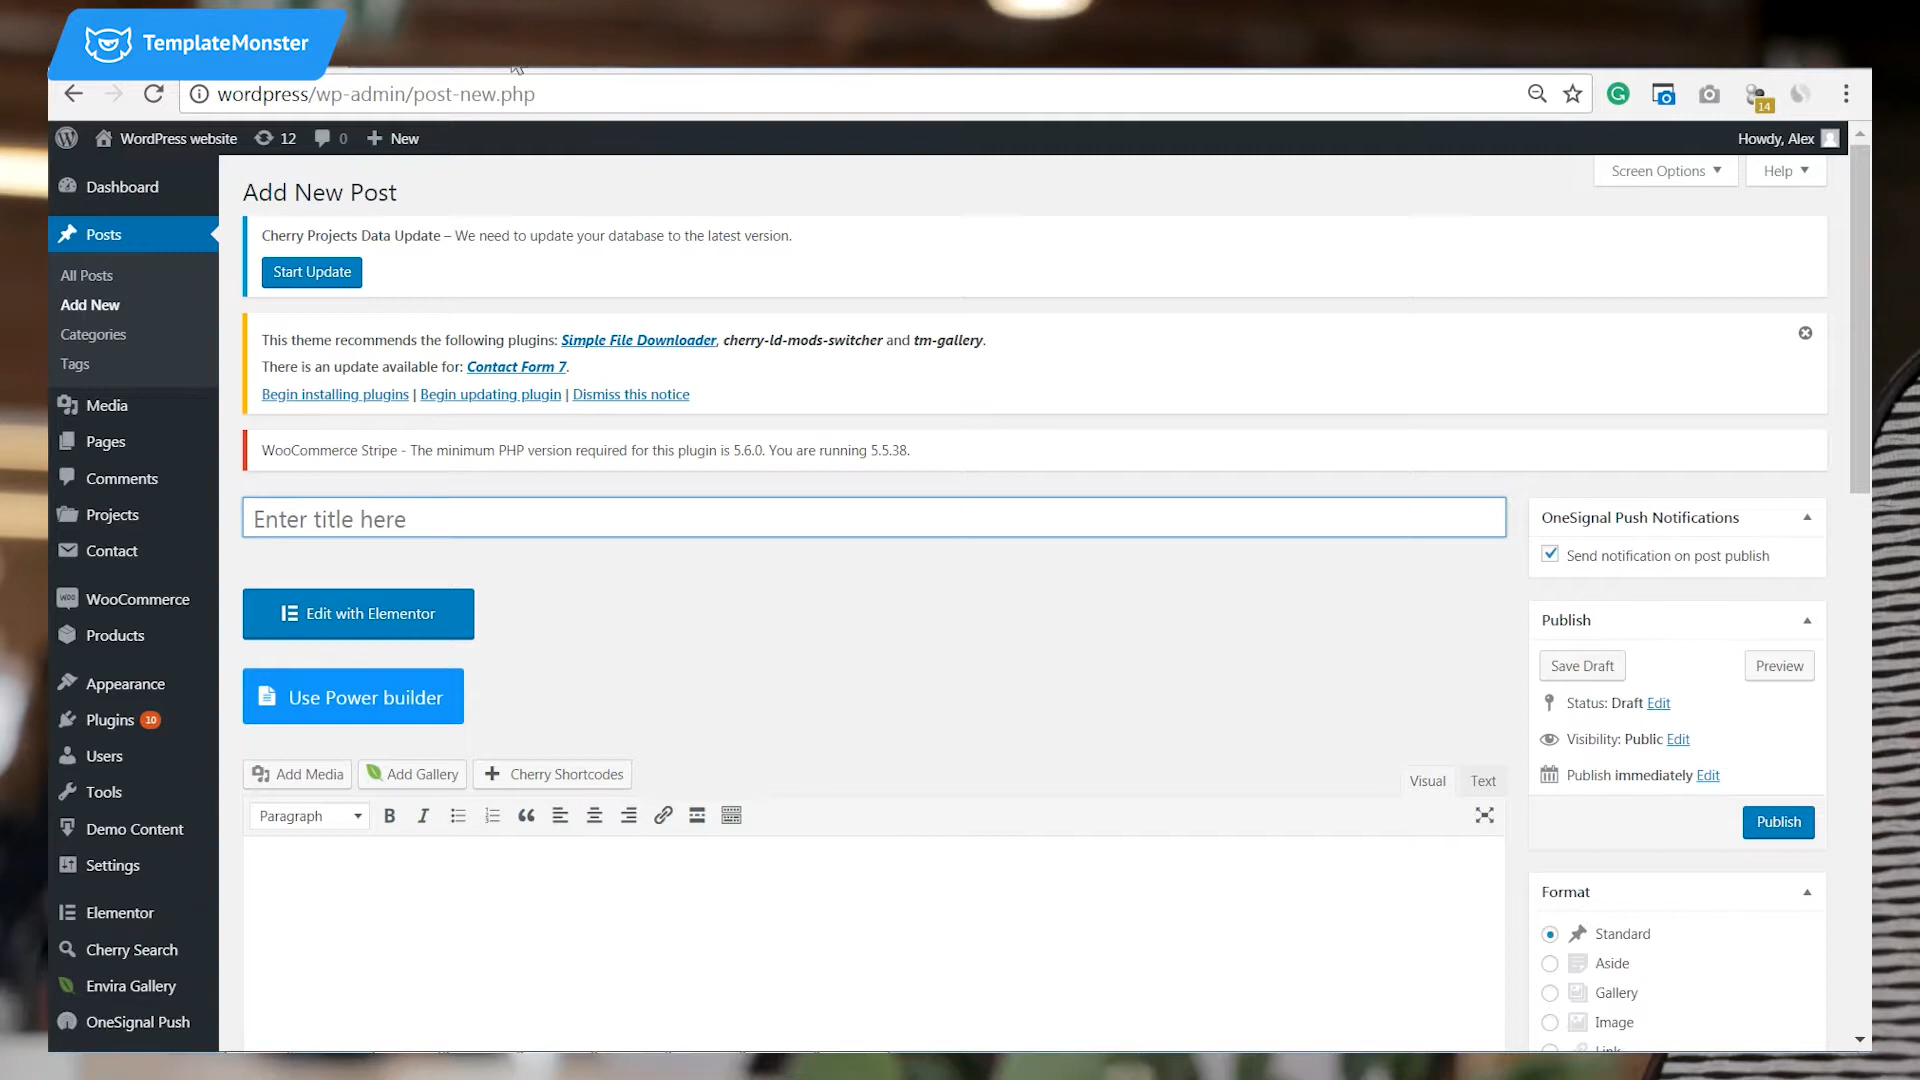 TemplateMonster
wordpress/wp-admin/post-new.php
14
WordPress website
12
0
New
Howdy, Alex
Dashboard
Posts
All Posts
Add New
Categories
Tags
Media
Pages
Comments
Projects
Contact
WooCommerce
Products
Appearance
Plugins 10
Users
Tools
Demo Content
Settings
Elementor
Cherry Search
Envira Gallery
OneSignal Push
Screen Options
Help
Add New Post
Cherry Projects Data Update – We need to update your database to the latest version.
Start Update
This theme recommends the following plugins: Simple File Downloader, cherry-ld-mods-switcher and tm-gallery.
There is an update available for: Contact Form 7.
Begin installing plugins | Begin updating plugin | Dismiss this notice
WooCommerce Stripe - The minimum PHP version required for this plugin is 5.6.0. You are running 5.5.38.
Enter title here
Edit with Elementor
Use Power builder
Add Media
Add Gallery
Cherry Shortcodes
Visual
Text
Paragraph
B
I
OneSignal Push Notifications
Send notification on post publish
Publish
Save Draft
Preview
Status: Draft Edit
Visibility: Public Edit
Publish immediately Edit
Publish
Format
Standard
Aside
Gallery
Image